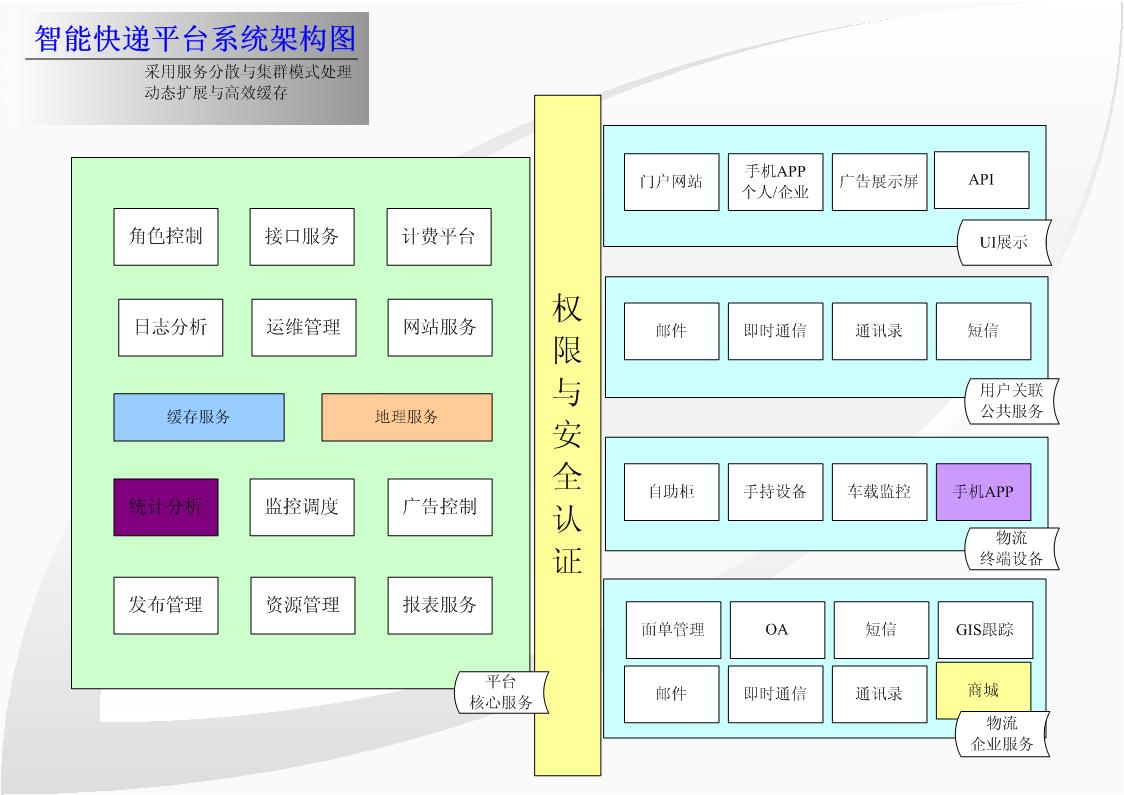 智能快递平台系统架构图
采用服务分散与集群模式处理
动态扩展与高效缓存
角色控制
接口服务
计费平台
日志分析
运维管理
网站服务
缓存服务
地理服务
统计分析
监控调度
广告控制
发布管理
资源管理
报表服务
平台
核心服务
权
限
与
安
全
认
证
门户网站
手机APP
个人/企业
广告展示屏
API
UI展示
邮件
即时通信
通讯录
短信
用户关联
公共服务
自助柜
手持设备
车载监控
手机APP
物流
终端设备
面单管理
OA
短信
GIS跟踪
邮件
即时通信
通讯录
商城
物流
企业服务